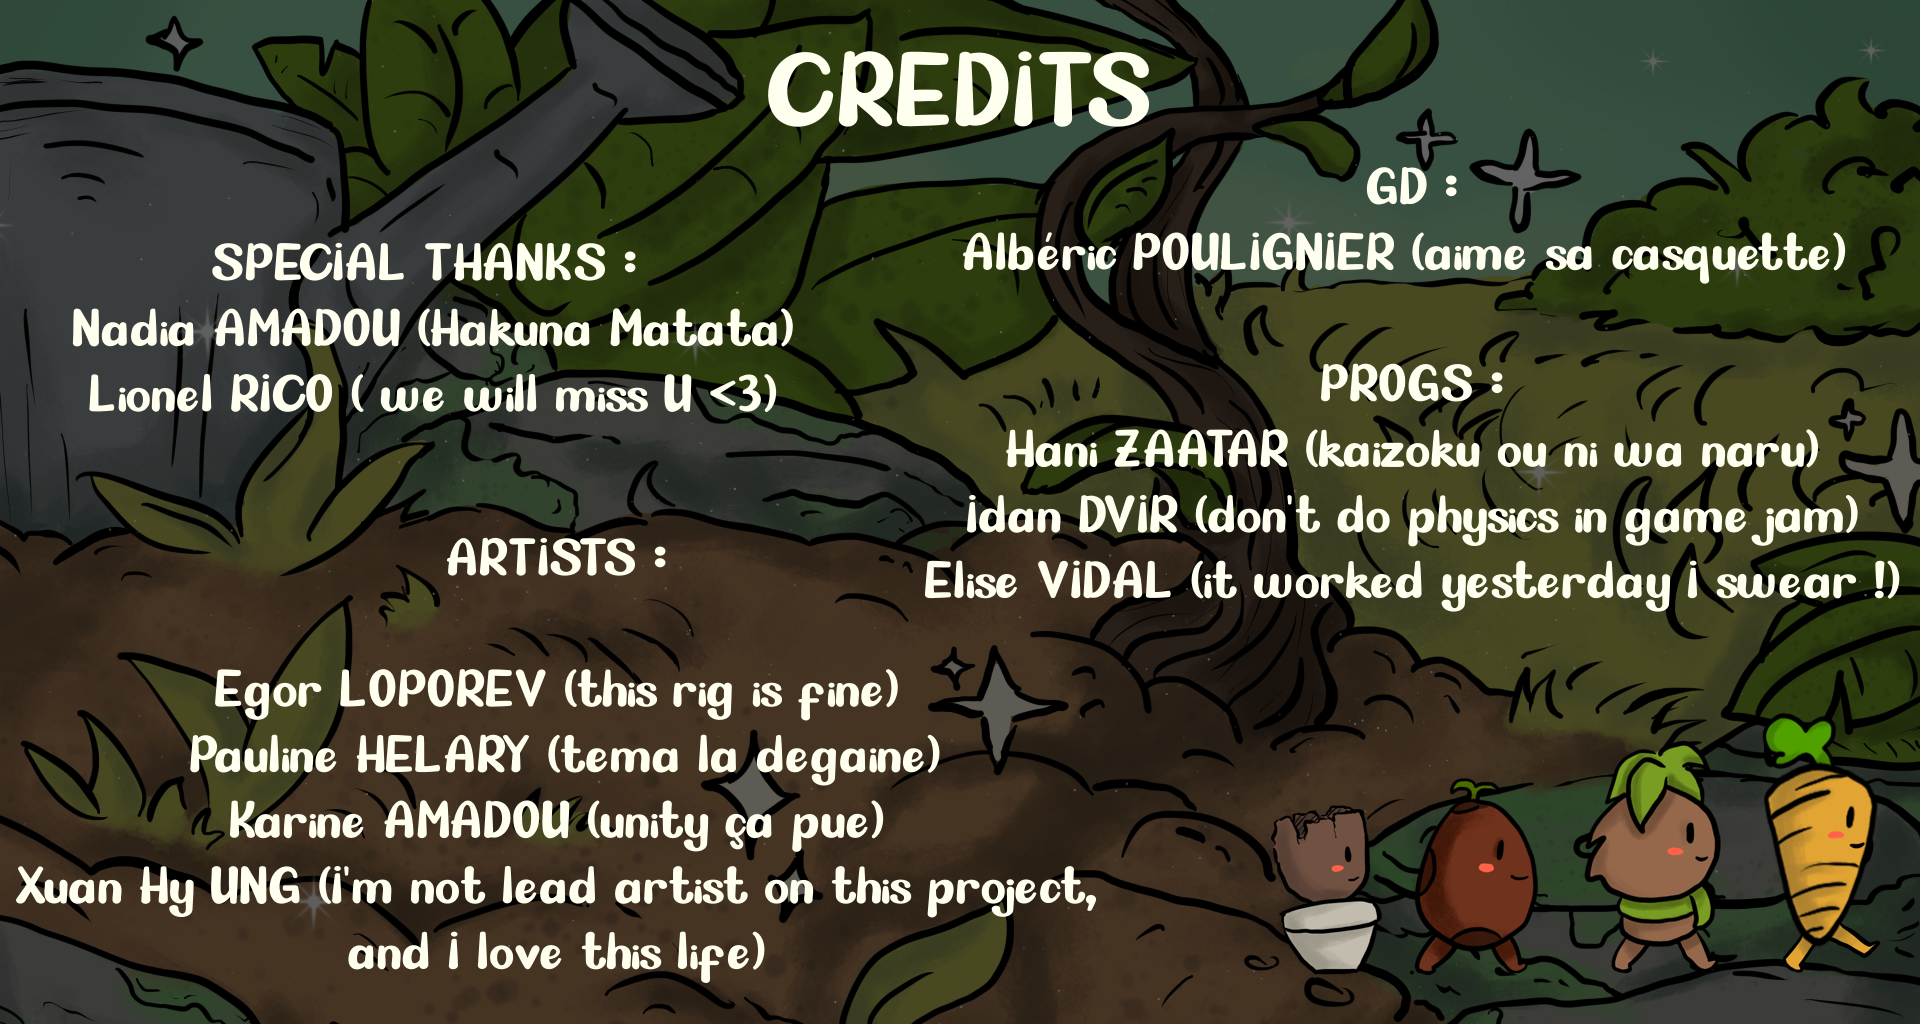 CREDiTS
SPECiAL THANKS :
Nadia AMADOU (Hakuna Matata)
Lionel RiCO ( we will miss U <3)
ARTiSTS :
Egor LOPOREV (this rig is fine)
Pauline HELARY (tema la degaine)
Karine AMADOU (unity ça pue)
Xuan Hy UNG (i'm not lead artist on this project,
and i love this life)
GD :
Albéric POULiGNiER (aime sa casquette)
PROGS :
Hani ZAATAR (kaizoku ou ni wa naru)
idan DViR (don't do physics in game jam)
Elise ViDAL (it worked yesterday i swear !)